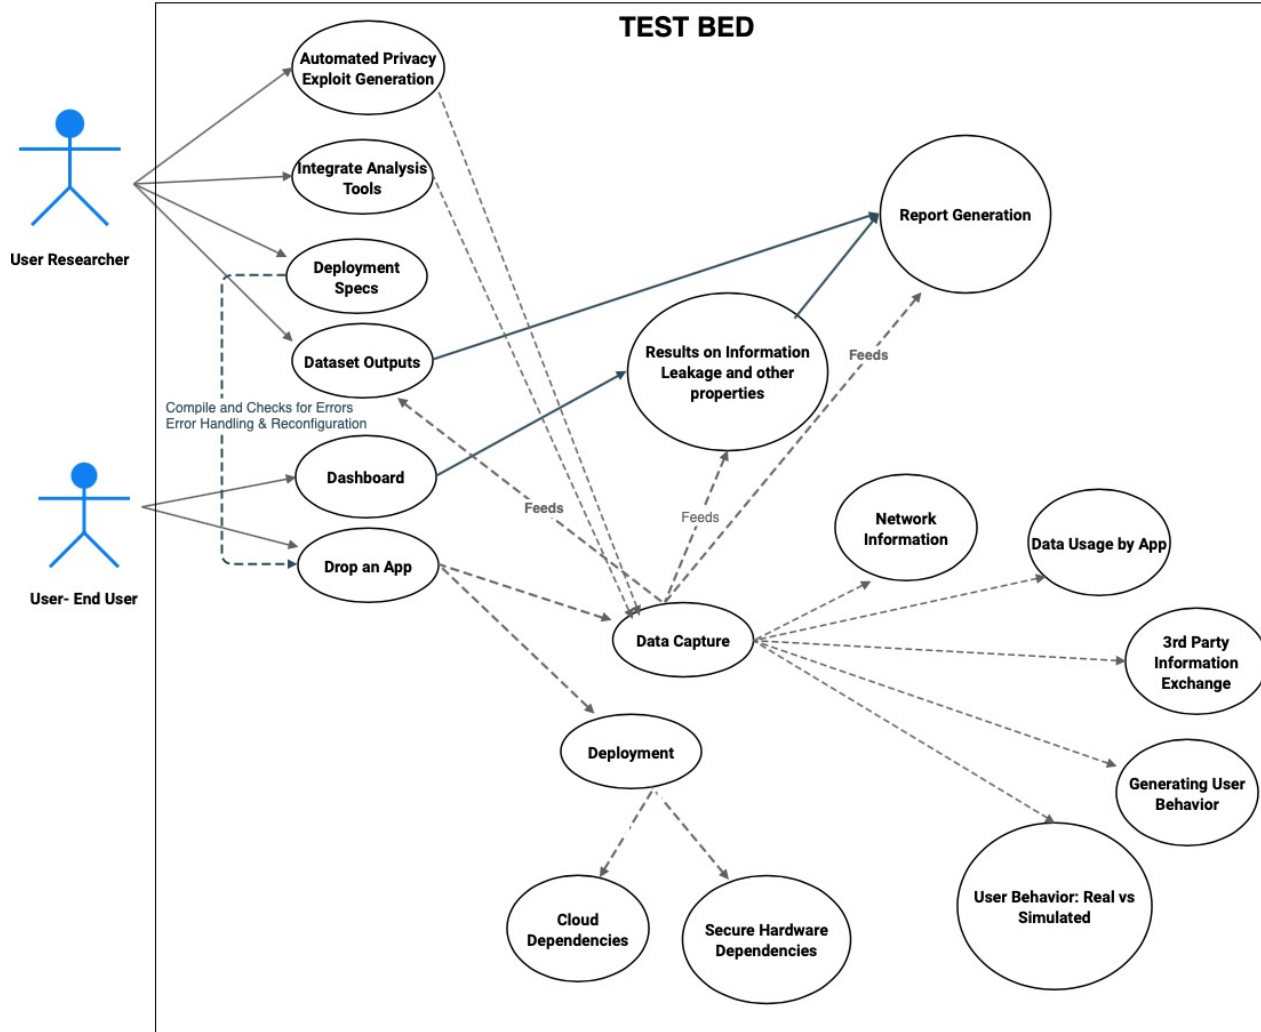 TEST BED
Automated Privacy
Exploit Generation
Integrate Analysis
Tools
User Researcher
Deployment
Specs
Dataset Outputs
Report Generation
Results on Information
Leakage and other
properties
Feeds
Compile and Checks for Errors
Error Handling & Reconfiguration
Dashboard
Feeds
Feeds
Drop an App
User- End User
Network
Information
Data Usage by App
Data Capture
3rd Party
Information
Exchange
Deployment
Generating User
Behavior
User Behavior: Real vs
Simulated
Cloud
Dependencies
Secure Hardware
Dependencies